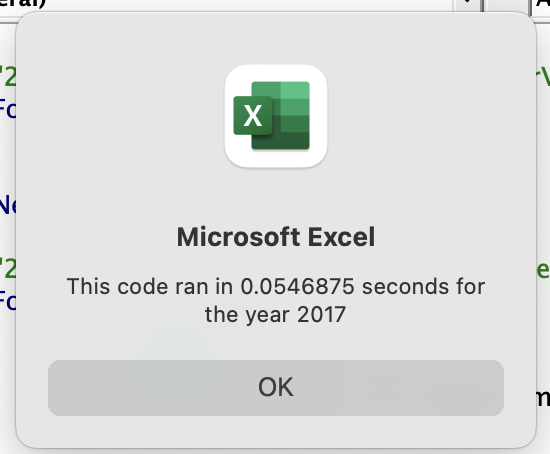 X
Microsoft Excel
This code ran in 0.0546875 seconds for
the year 2017
OK